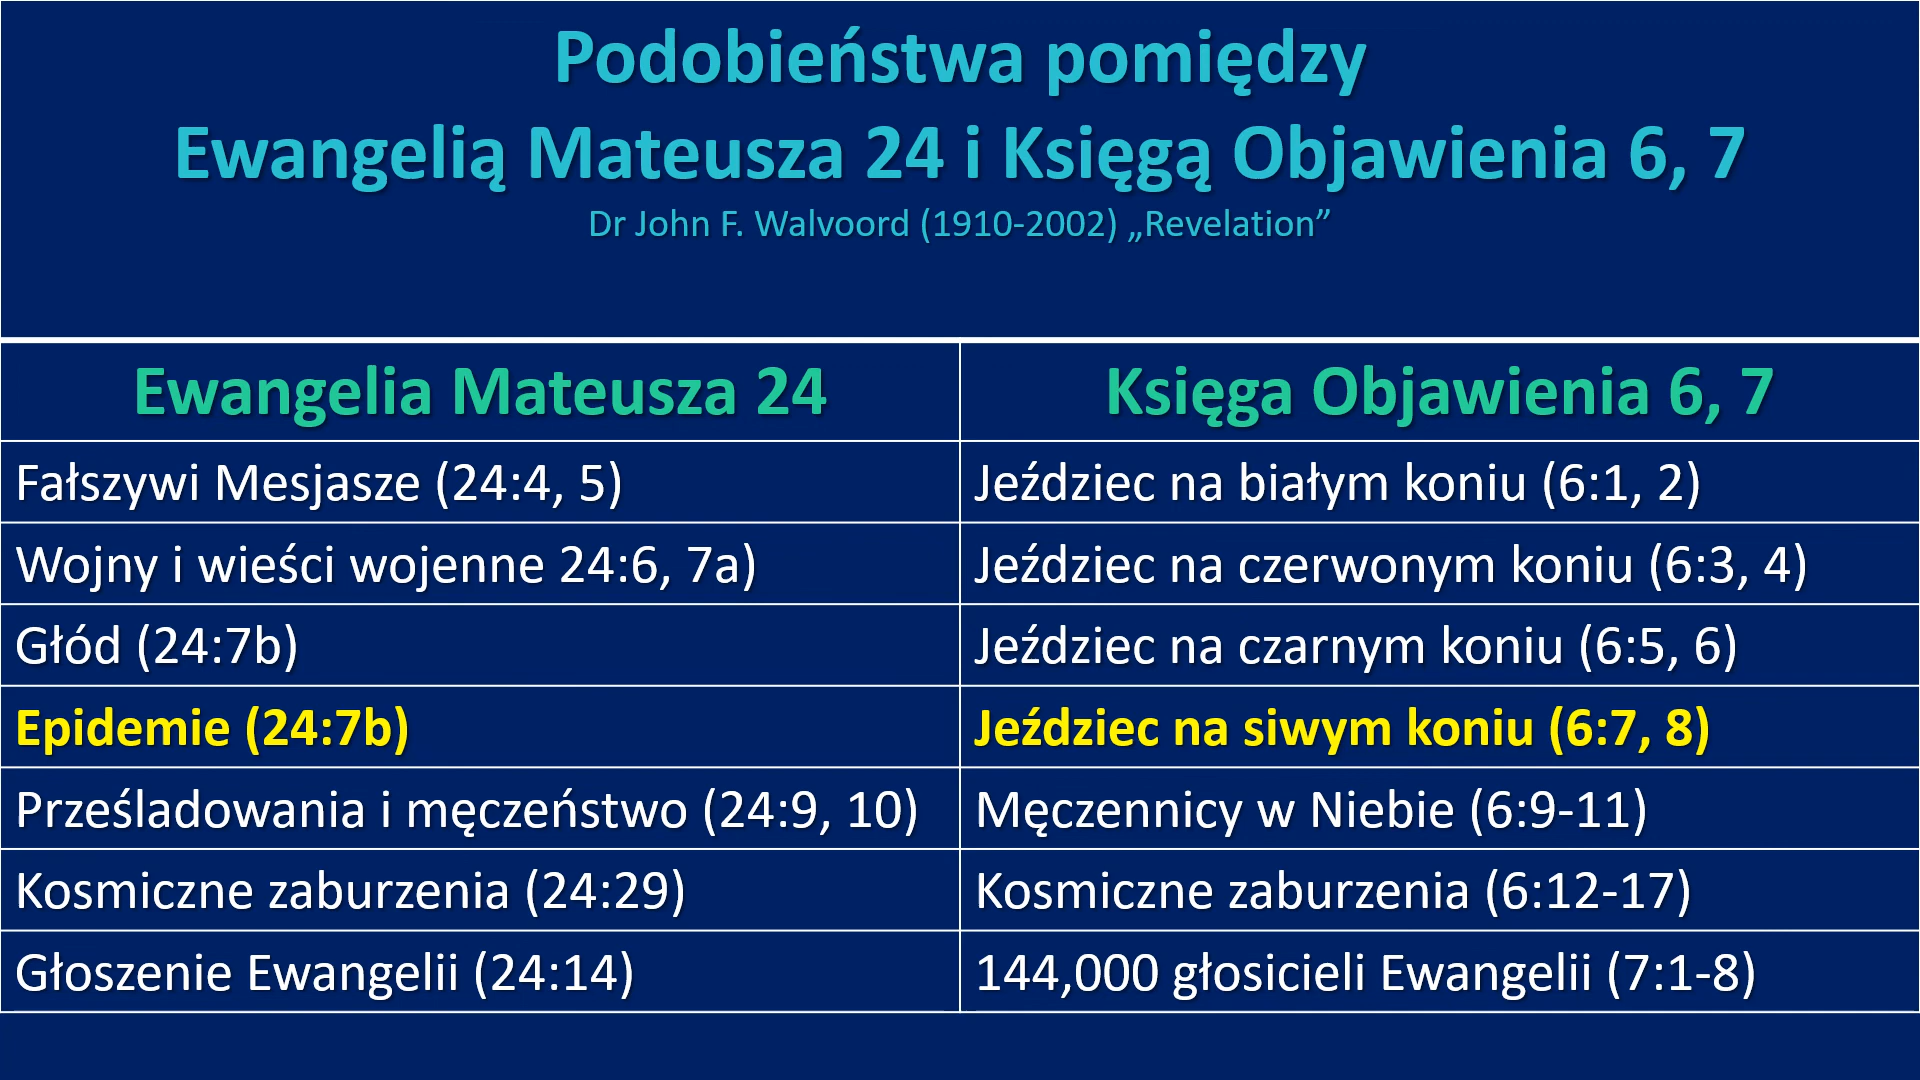 Podobieństwa pomiędzy
Ewangelią Mateusza 24 i Księgą Objawienia 6, 7
Dr John F. Walvoord (1910-2002) „Revelation”
Ewangelia Mateusza 24
Księga Objawienia 6, 7
Fałszywi Mesjasze (24:4, 5)
Jeździec na białym koniu (6:1, 2)
Wojny i wieści wojenne 24:6, 7a)
Jeździec na czerwonym koniu (6:3, 4)
Głód (24:7b)
Jeździec na czarnym koniu (6:5, 6)
Epidemie (24:7b)
Jeździec na siwym koniu (6:7, 8)
Prześladowania i męczeństwo (24:9, 10)
Męczennicy w Niebie (6:9-11)
Kosmiczne zaburzenia (24:29)
Kosmiczne zaburzenia (6:12-17)
Głoszenie Ewangelii (24:14)
144,000 głosicieli Ewangelii (7:1-8)